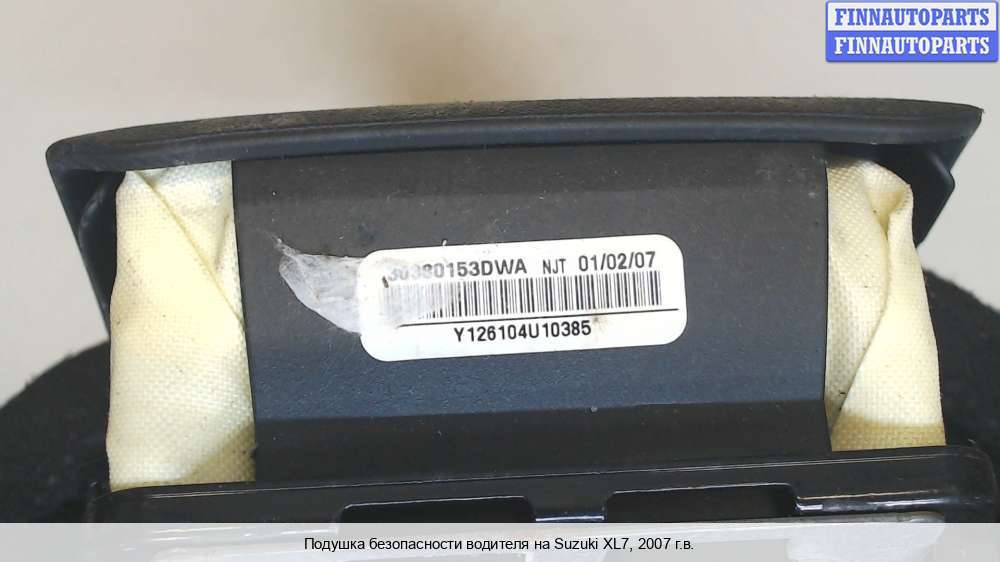 FINNAUTOPARTS
FINNAUTOPARTS
NJT 01/02/07
Y126104U10385
Подушка безопасности водителя на Suzuki XL7, 2007 г.в.